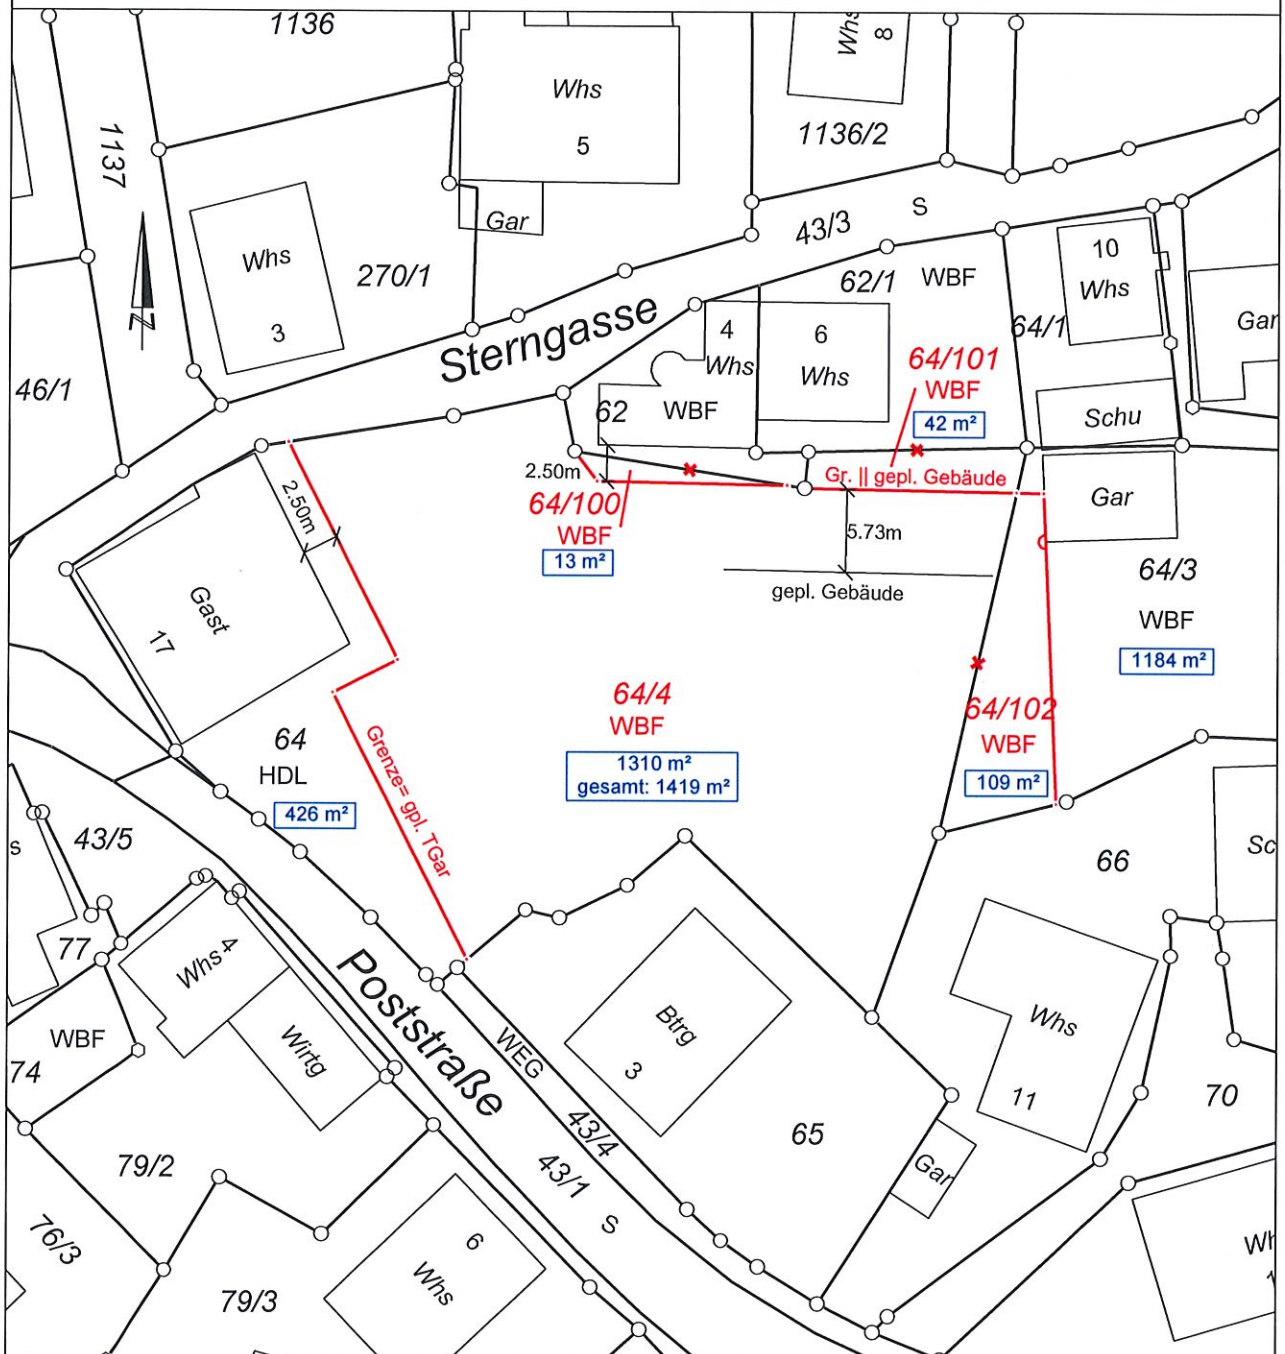 1136
Whs
5
Whs
8
1136/2
1137
Gar
Whs
3
270/1
43/3
S
62/1
WBF
10
Whs
64/1
Gar
Sterngasse
4
Whs
6
Whs
64/101
WBF
42 m²
46/1
62
WBF
Schu
2.50m
Gr. || gepl. Gebäude
64/100
WBF
13 m²
Gar
2.50m
5.73m
gepl. Gebäude
64/3
WBF
1184 m²
Gast
17
64/4
WBF
1310 m²
gesamt: 1419 m²
64/102
WBF
109 m²
64
HDL
426 m²
Grenze= gpl. TGar
43/5
s
Sc
66
77
Whs 4
Wirtg
WBF
74
Poststraße
WEG
Btrg
3
Whs
11
43/4
43/1
S
65
70
Gar
79/2
76/3
79/3
6
Whs
Wh
1